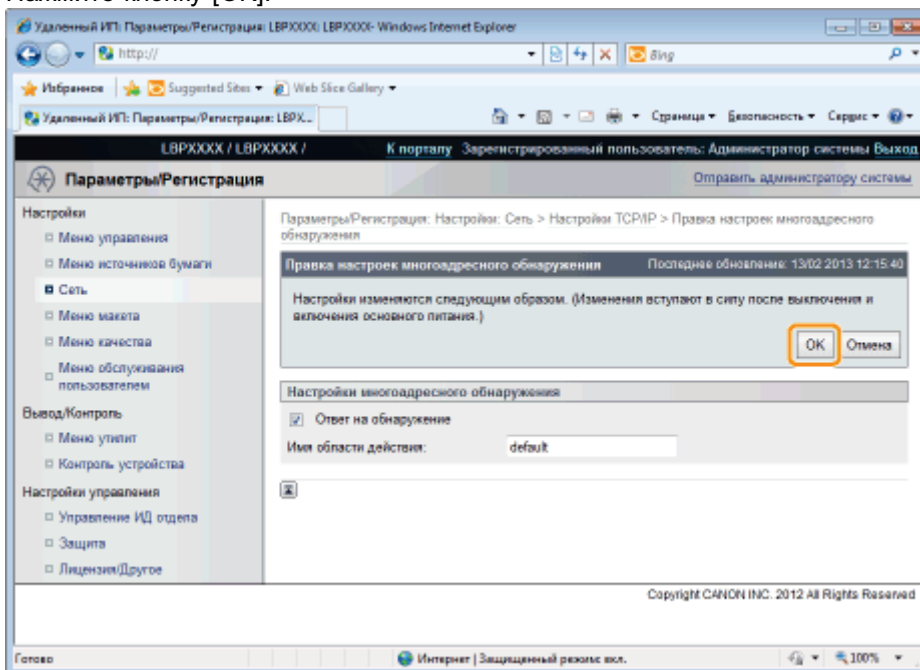 Нажмите кнопку [OK].
Удаленный ИП: Параметры/Регистрация: LBPXXXX: LBPXXXX- Windows Internet Explorer
http://
Bing
Избранное Suggested Sites Web Slice Gallery
Удаленный ИП: Параметры/Регистрация: LBPX... Страница Безопасность Сервис
LBPXXXX / LBPXXXX / К порталу Зарегистрированный пользователь: Администратор системы Выход
Параметры/Регистрация Отправить администратору системы
Настройки
Меню управления
Меню источников бумаги
Сеть
Меню макета
Меню качества
Меню обслуживания
пользователем
Вывод/Контроль
Меню утилит
Контроль устройства
Настройки управления
Управление ИД отдела
Защита
Лицензия/Другое
Параметры/Регистрация: Настройки: Сеть > Настройки TCP/IP > Правка настроек многоадресного
обнаружения
Правка настроек многоадресного обнаружения Последнее обновление: 13/02 2013 12:15:40
Настройки изменяются следующим образом. (Изменения вступают в силу после выключения и
включения основного питания.)
OK Отмена
Настройки многоадресного обнаружения
Ответ на обнаружение
Имя области действия: default
Copyright CANON INC. 2012 All Rights Reserved
Готово Интернет | Защищенный режим: вкл. 100%